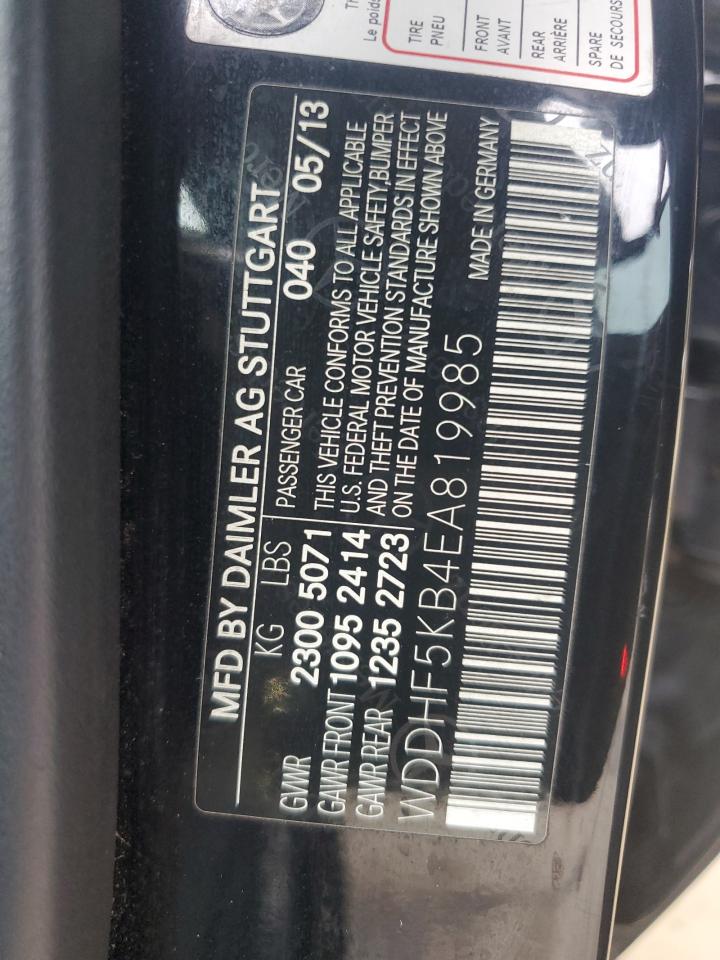 Th
Le poids
TIRE
PNEU
FRONT
AVANT
REAR
ARRIÈRE
SPARE
DE SECOURS
MFD BY DAIMLER AG STUTTGART
KG LBS PASSENGER CAR 040 05/13
GVWR 2300 5071
GAWR FRONT 1095 2414
GAWR REAR 1235 2723
THIS VEHICLE CONFORMS TO ALL APPLICABLE
U.S. FEDERAL MOTOR VEHICLE SAFETY,BUMPER
AND THEFT PREVENTION STANDARDS IN EFFECT
ON THE DATE OF MANUFACTURE SHOWN ABOVE
WDDHF5KB4EA819985 MADE IN GERMANY